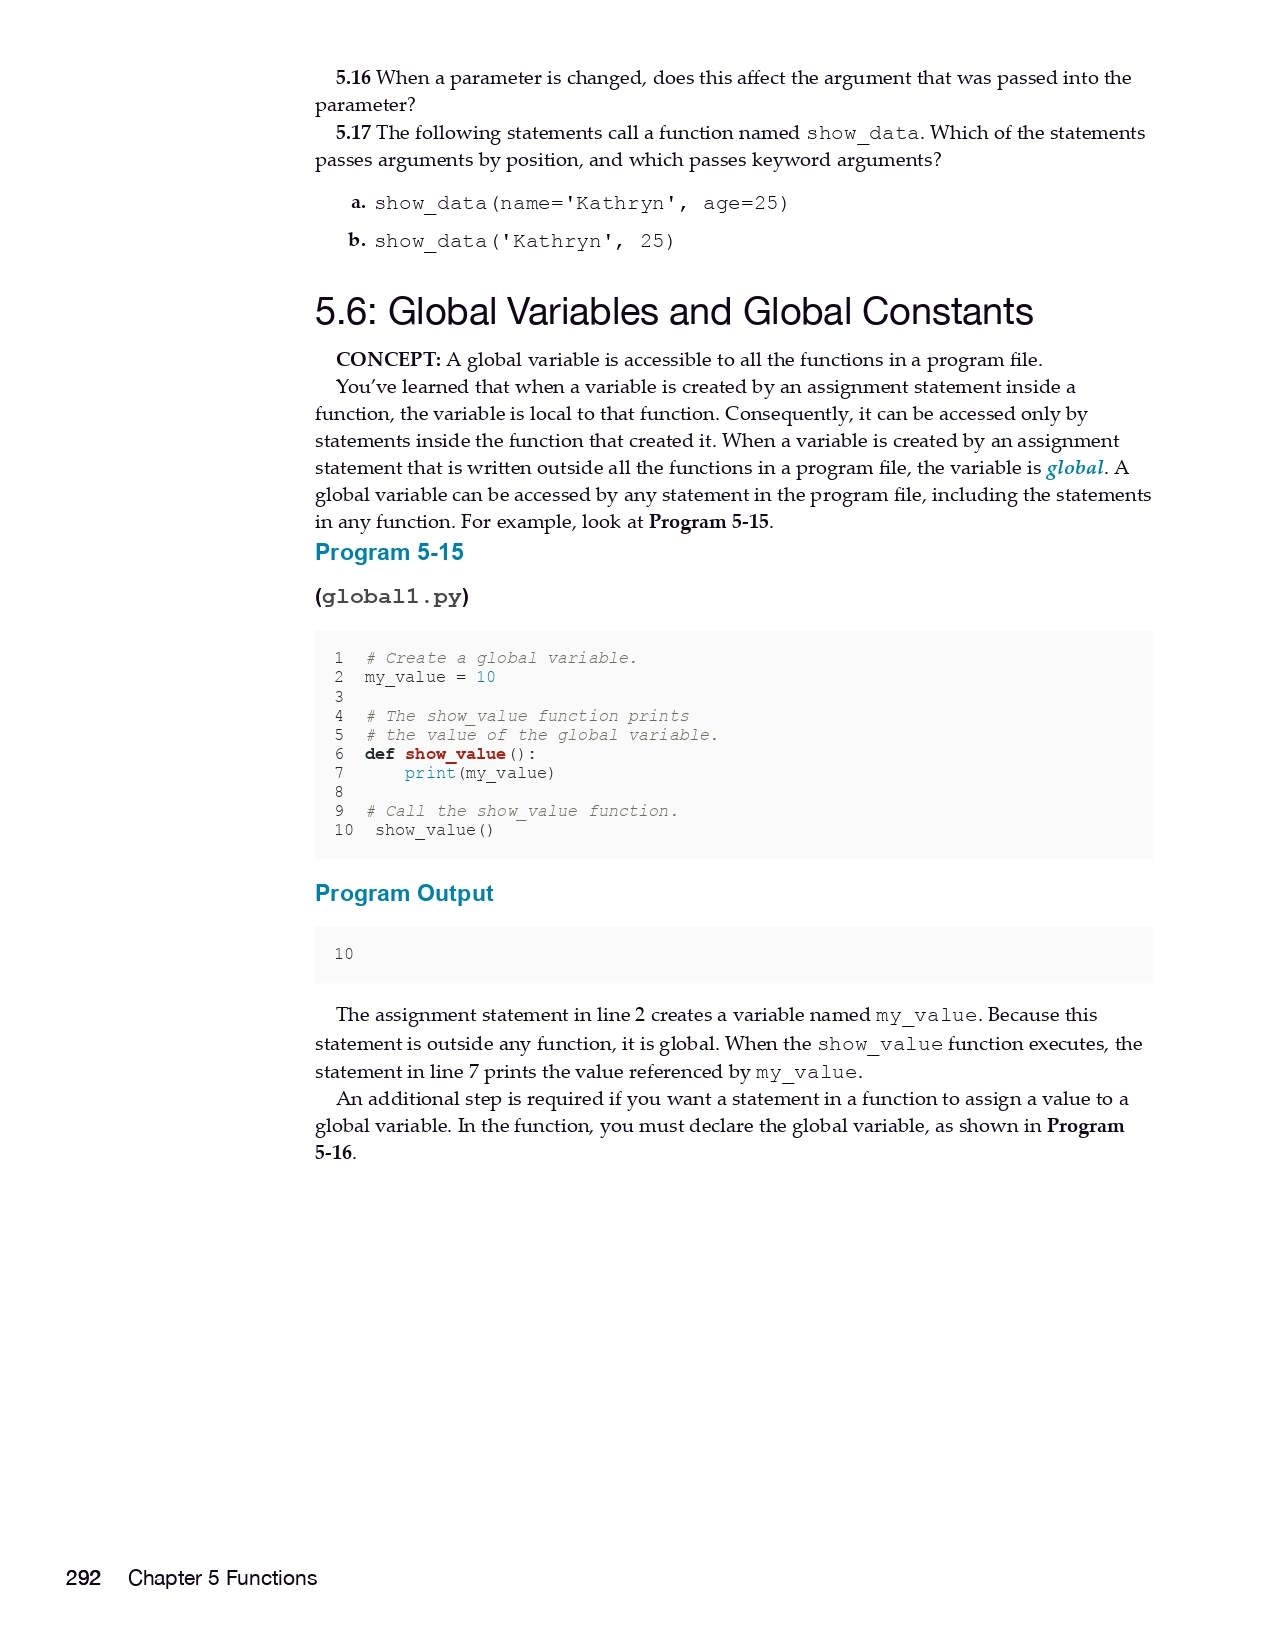 5.16 When a parameter is changed, does this affect the argument that was passed into the
parameter?
5.17 The following statements call a function named show_data. Which of the statements
passes arguments by position, and which passes keyword arguments?
a. show_data(name='Kathryn', age=25)
b. show_data('Kathryn', 25)
5.6: Global Variables and Global Constants
CONCEPT: A global variable is accessible to all the functions in a program file.
You’ve learned that when a variable is created by an assignment statement inside a
function, the variable is local to that function. Consequently, it can be accessed only by
statements inside the function that created it. When a variable is created by an assignment
statement that is written outside all the functions in a program file, the variable is global. A
global variable can be accessed by any statement in the program file, including the statements
in any function. For example, look at Program 5-15.
Program 5-15
(global1.py)
1 # Create a global variable.
2 my_value = 10
3
4 # The show_value function prints
5 # the value of the global variable.
6 def show_value():
7     print(my_value)
8
9 # Call the show_value function.
10 show_value()
Program Output
10
The assignment statement in line 2 creates a variable named my_value. Because this
statement is outside any function, it is global. When the show_value function executes, the
statement in line 7 prints the value referenced by my_value.
An additional step is required if you want a statement in a function to assign a value to a
global variable. In the function, you must declare the global variable, as shown in Program
5-16.
292 Chapter 5 Functions